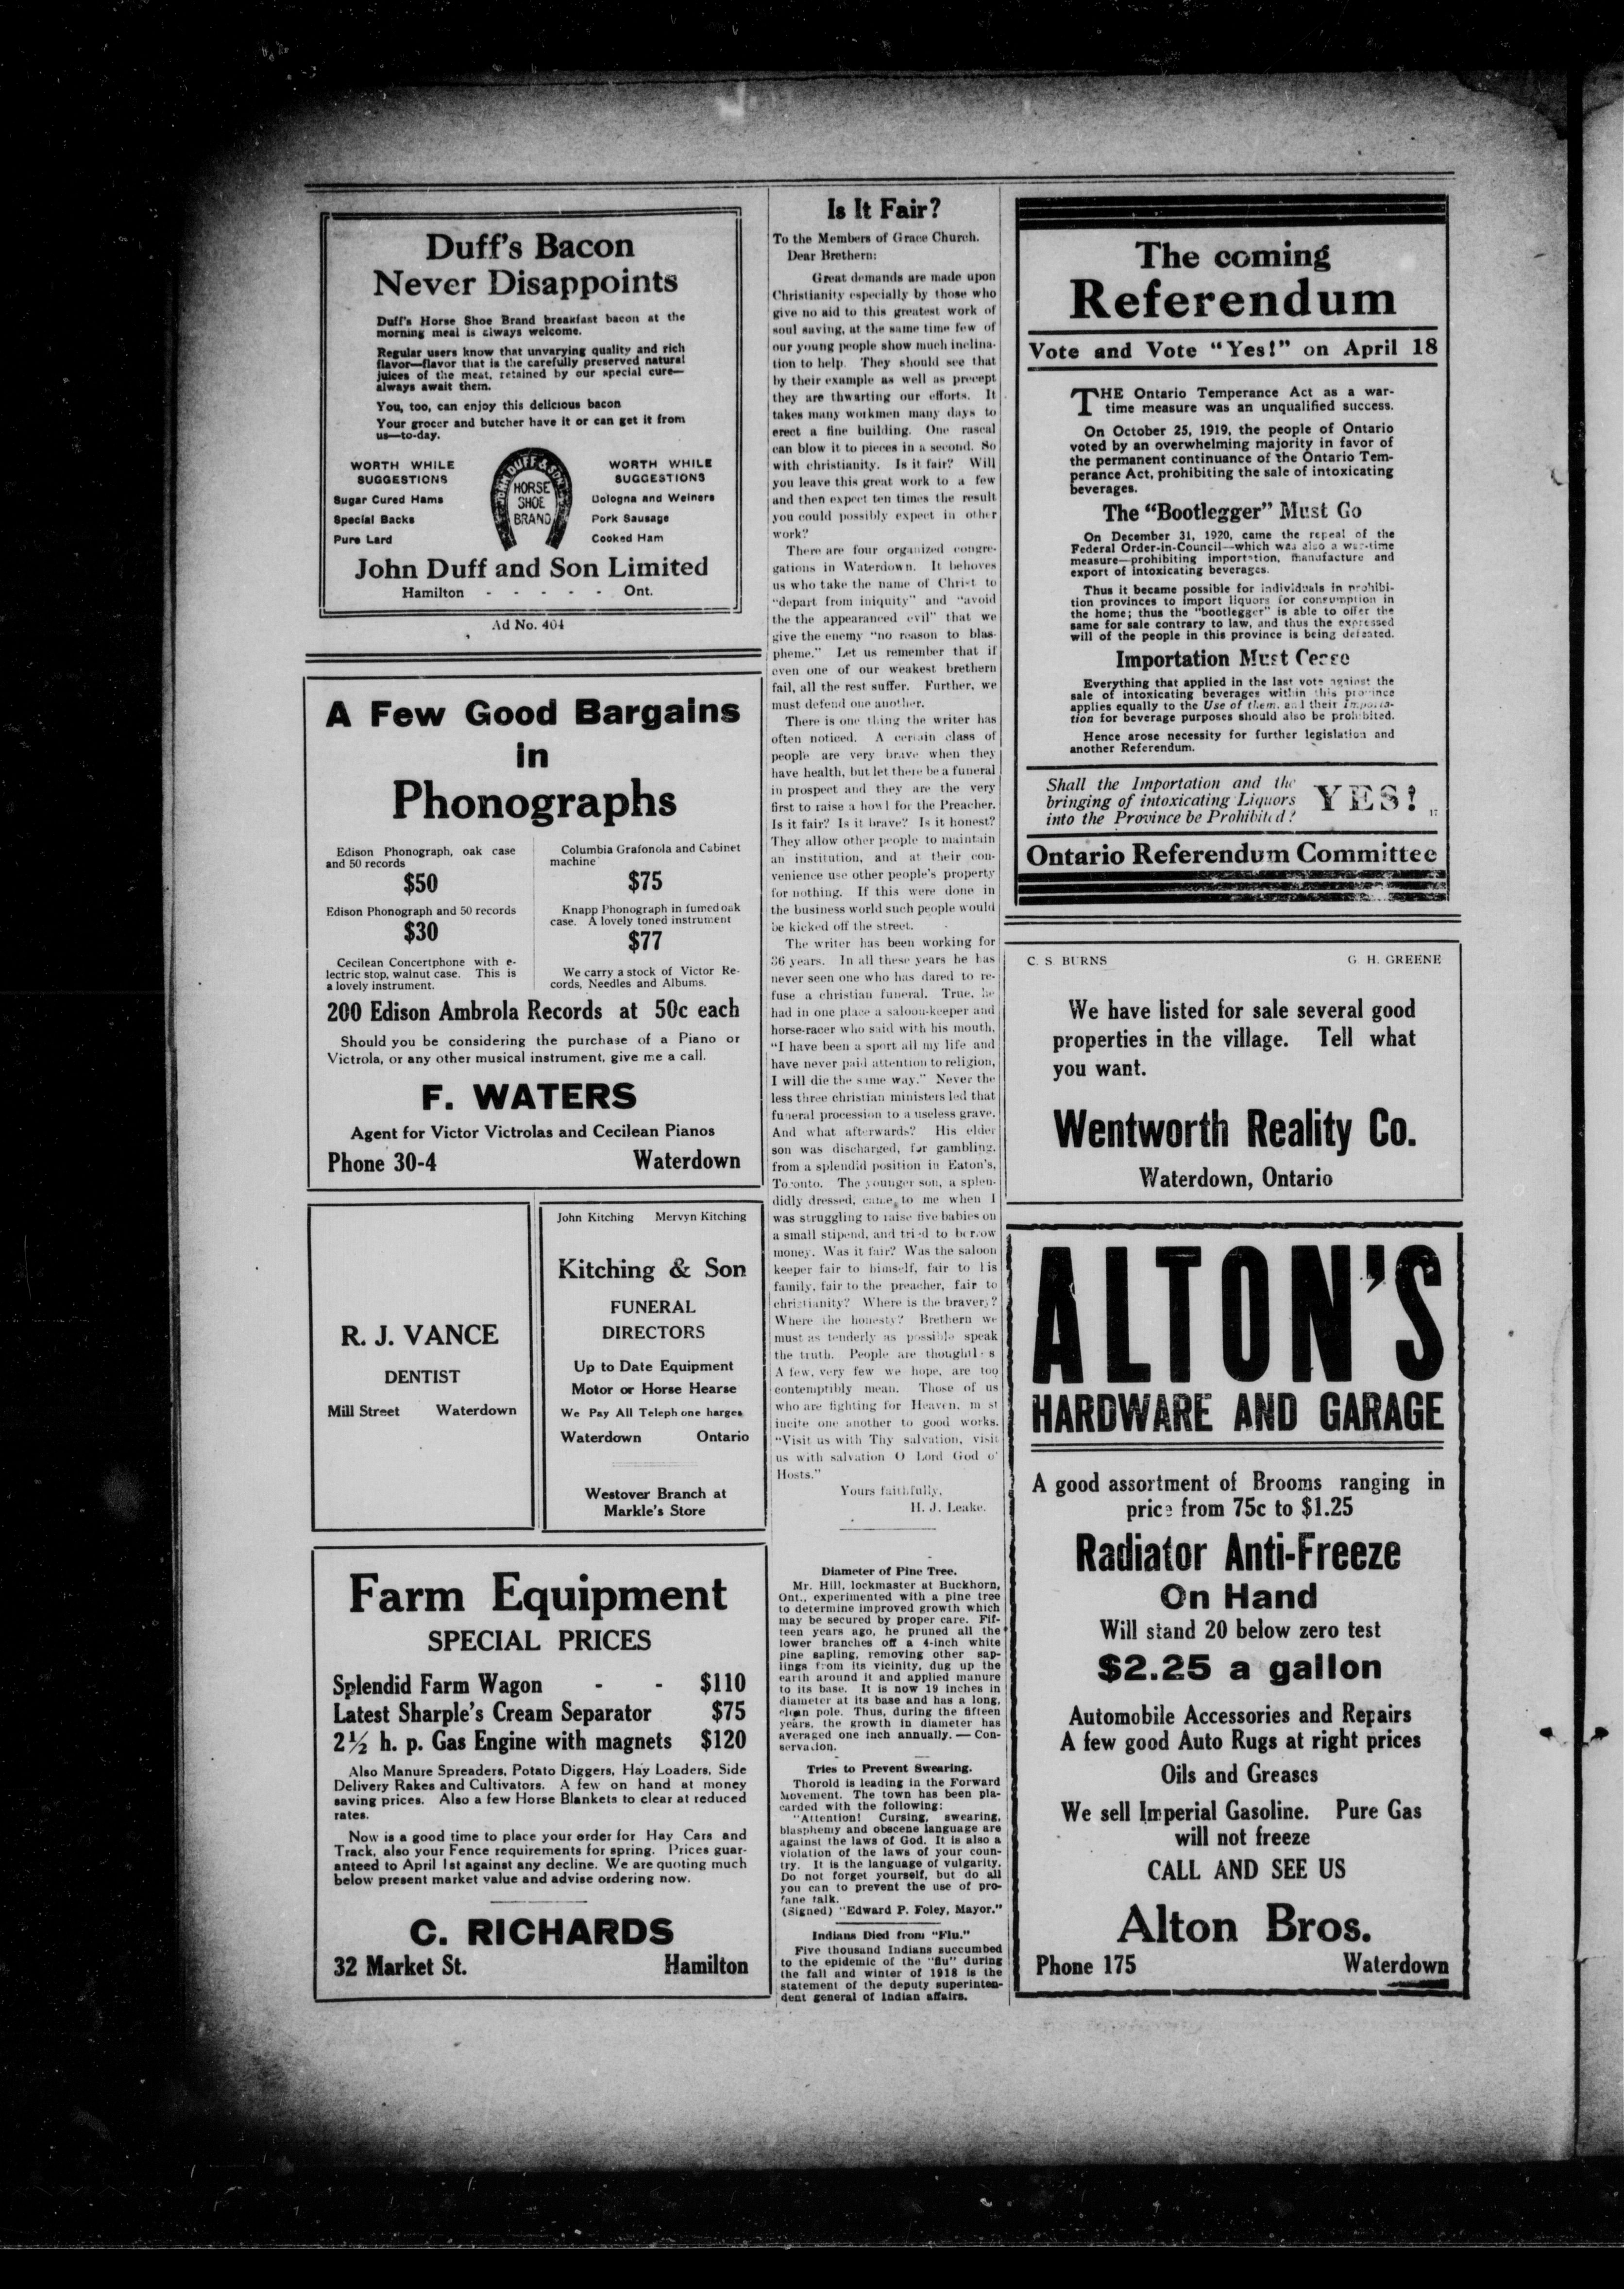 Duff's Bacon
Never Disappoints
Duff's Horse Shoe Brand breakfast bacon at the
morning meal is always welcome.
Regular users know that unvarying quality and rich
flavor—flavor that is the carefully preserved natural
juices of the meat, retained by our special cure—
always await them.
You, too, can enjoy this delicious bacon
Your grocer and butcher have it or can get it from
us—to-day.
WORTH WHILE
SUGGESTIONS
Sugar Cured Hams
Special Backs
Pure Lard
JOHN DUFF & SON
HORSE
SHOE
BRAND
WORTH WHILE
SUGGESTIONS
Bologna and Weiners
Pork Sausage
Cooked Ham
John Duff and Son Limited
Hamilton - - - - - Ont.
Ad No. 404
A Few Good Bargains
in
Phonographs
Edison Phonograph, oak case
and 50 records
$50
Edison Phonograph and 50 records
$30
Cecilean Concertphone with e-
lectric stop, walnut case. This is
a lovely instrument.
Columbia Grafonola and Cabinet
machine
$75
Knapp Phonograph in fumed oak
case. A lovely toned instrument
$77
We carry a stock of Victor Re-
cords, Needles and Albums.
200 Edison Ambrola Records at 50c each
Should you be considering the purchase of a Piano or
Victrola, or any other musical instrument, give me a call.
F. WATERS
Agent for Victor Victrolas and Cecilean Pianos
Phone 30-4 Waterdown
R. J. VANCE
DENTIST
Mill Street Waterdown
John Kitching Mervyn Kitching
Kitching & Son
FUNERAL
DIRECTORS
Up to Date Equipment
Motor or Horse Hearse
We Pay All Telephone harges
Waterdown Ontario
Westover Branch at
Markle's Store
Farm Equipment
SPECIAL PRICES
Splendid Farm Wagon - - $110
Latest Sharple's Cream Separator $75
2½ h. p. Gas Engine with magnets $120
Also Manure Spreaders, Potato Diggers, Hay Loaders, Side
Delivery Rakes and Cultivators. A few on hand at money
saving prices. Also a few Horse Blankets to clear at reduced
rates.
Now is a good time to place your order for Hay Cars and
Track, also your Fence requirements for spring. Prices guar-
anteed to April 1st against any decline. We are quoting much
below present market value and advise ordering now.
C. RICHARDS
32 Market St. Hamilton
Is It Fair?
To the Members of Grace Church.
Dear Brethern:
Great demands are made upon
Christianity especially by those who
give no aid to this greatest work of
soul saving, at the same time few of
our young people show much inclina-
tion to help. They should see that
by their example as well as precept
they are thwarting our efforts. It
takes many workmen many days to
erect a fine building. One rascal
can blow it to pieces in a second. So
with christianity. Is it fair? Will
you leave this great work to a few
and then expect ten times the result
you could possibly expect in other
work?
There are four organized congre-
gations in Waterdown. It behoves
us who take the name of Christ to
"depart from iniquity" and "avoid
the the appearanced evil" that we
give the enemy "no reason to blas-
pheme." Let us remember that if
even one of our weakest brethern
fail, all the rest suffer. Further, we
must defend one another.
There is one thing the writer has
often noticed. A certain class of
people are very brave when they
have health, but let there be a funeral
in prospect and they are the very
first to raise a howl for the Preacher.
Is it fair? Is it brave? Is it honest?
They allow other people to maintain
an institution, and at their con-
venience use other people's property
for nothing. If this were done in
the business world such people would
be kicked off the street.
The writer has been working for
36 years. In all these years he has
never seen one who has dared to re-
fuse a christian funeral. True, he
had in one place a saloon-keeper and
horse-racer who said with his mouth,
"I have been a sport all my life and
have never paid attention to religion,
I will die the same way." Never the
less three christian ministers led that
funeral procession to a useless grave.
And what afterwards? His elder
son was discharged, for gambling,
from a splendid position in Eaton's,
Toronto. The younger son, a splen-
didly dressed, came to me when I
was struggling to raise five babies on
a small stipend, and tried to borrow
money. Was it fair? Was the saloon
keeper fair to himself, fair to his
family, fair to the preacher, fair to
christianity? Where is the bravery?
Where the honesty? Brethern we
must as tenderly as possible speak
the truth. People are thoughtl s
A few, very few we hope, are too
contemptibly mean. Those of us
who are fighting for Heaven, m st
incite one another to good works.
"Visit us with Thy salvation, visit
us with salvation O Lord God o'
Hosts."
Yours faithfully,
H. J. Leake.
Diameter of Pine Tree.
Mr. Hill, lockmaster at Buckhorn,
Ont., experimented with a pine tree
to determine improved growth which
may be secured by proper care. Fif-
teen years ago, he pruned all the
lower branches off a 4-inch white
pine sapling, removing other sap-
lings from its vicinity, dug up the
earth around it and applied manure
to its base. It is now 19 inches in
diameter at its base and has a long,
clean pole. Thus, during the fifteen
years, the growth in diameter has
averaged one inch annually. — Con-
servation.
Tries to Prevent Swearing.
Thorold is leading in the Forward
Movement. The town has been pla-
carded with the following:
"Attention! Cursing, swearing,
blasphemy and obscene language are
against the laws of God. It is also a
violation of the laws of your coun-
try. It is the language of vulgarity.
Do not forget yourself, but do all
you can to prevent the use of pro-
fane talk.
(Signed) "Edward P. Foley, Mayor."
Indians Died from "Flu."
Five thousand Indians succumbed
to the epidemic of the "flu" during
the fall and winter of 1918 is the
statement of the deputy superinten-
dent general of Indian affairs.
The coming
Referendum
Vote and Vote "Yes!" on April 18
THE Ontario Temperance Act as a war-
time measure was an unqualified success.
On October 25, 1919, the people of Ontario
voted by an overwhelming majority in favor of
the permanent continuance of the Ontario Tem-
perance Act, prohibiting the sale of intoxicating
beverages.
The "Bootlegger" Must Go
On December 31, 1920, came the repeal of the
Federal Order-in-Council—which was also a war-time
measure—prohibiting importation, manufacture and
export of intoxicating beverages.
Thus it became possible for individuals in prohibi-
tion provinces to import liquors for consumption in
the home; thus the "bootlegger" is able to offer the
same for sale contrary to law, and thus the expressed
will of the people in this province is being defeated.
Importation Must Cease
Everything that applied in the last vote against the
sale of intoxicating beverages within this province
applies equally to the Use of them, and their Importa-
tion for beverage purposes should also be prohibited.
Hence arose necessity for further legislation and
another Referendum.
Shall the Importation and the
bringing of intoxicating Liquors
into the Province be Prohibited?
YES!
17
Ontario Referendum Committee
C. S. BURNS G. H. GREENE
We have listed for sale several good
properties in the village. Tell what
you want.
Wentworth Reality Co.
Waterdown, Ontario
ALTON'S
HARDWARE AND GARAGE
A good assortment of Brooms ranging in
price from 75c to $1.25
Radiator Anti-Freeze
On Hand
Will stand 20 below zero test
$2.25 a gallon
Automobile Accessories and Repairs
A few good Auto Rugs at right prices
Oils and Greases
We sell Imperial Gasoline. Pure Gas
will not freeze
CALL AND SEE US
Alton Bros.
Phone 175 Waterdown